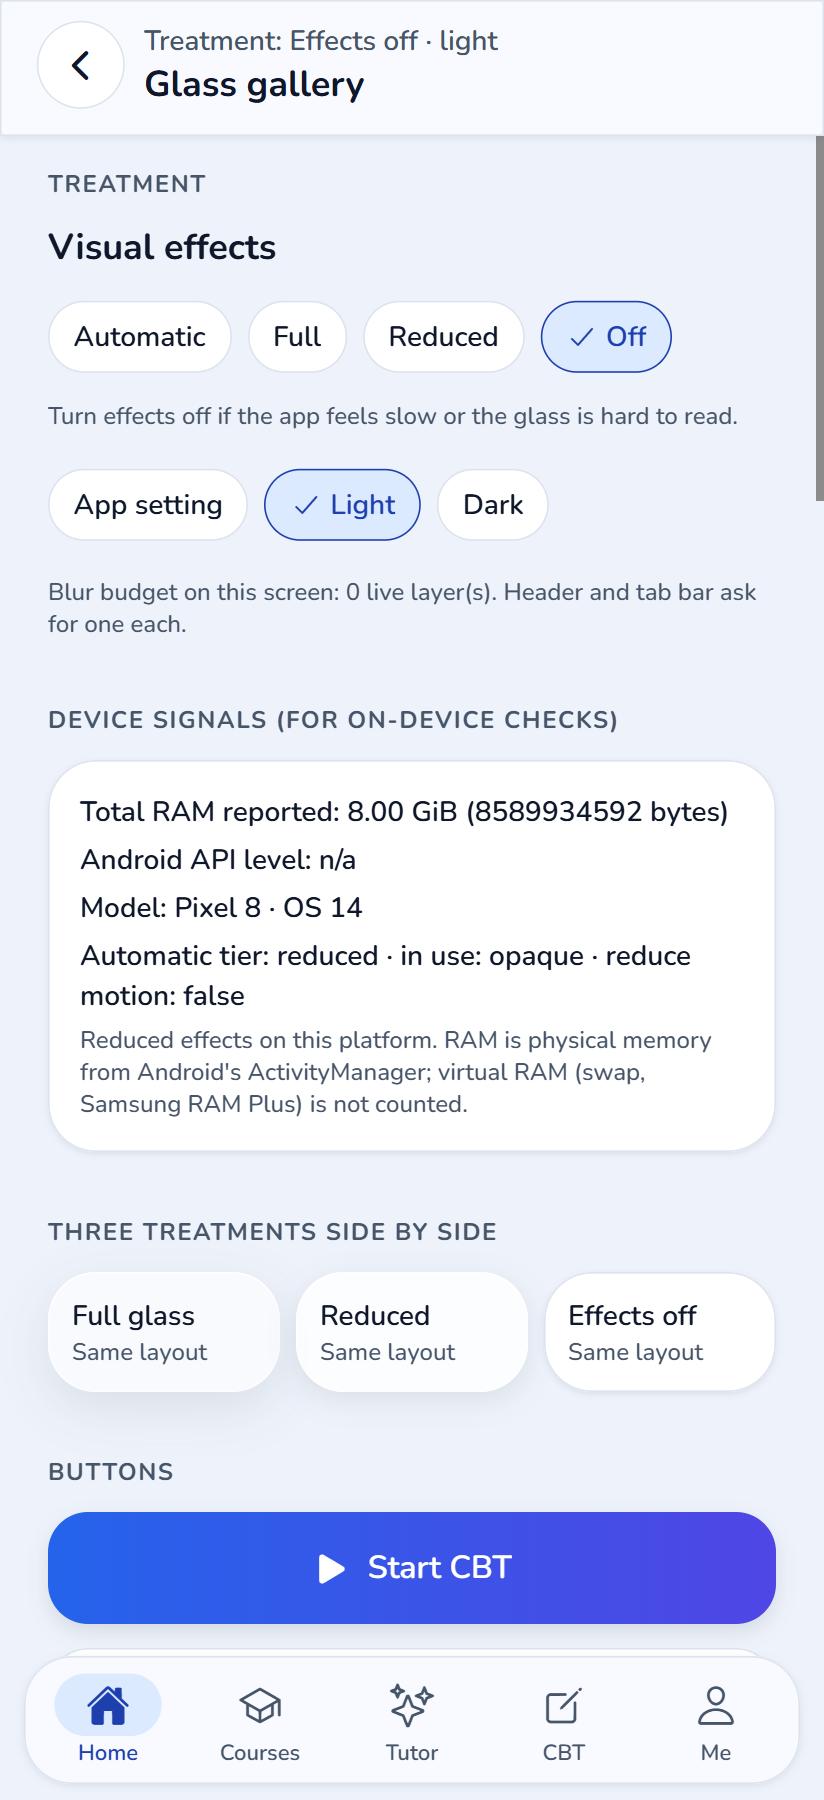 Treatment: Effects off · light
Glass gallery
TREATMENT
Visual effects
Automatic
Full
Reduced
Off
Turn effects off if the app feels slow or the glass is hard to read.
App setting
Light
Dark
Blur budget on this screen: 0 live layer(s). Header and tab bar ask
for one each.
DEVICE SIGNALS (FOR ON-DEVICE CHECKS)
Total RAM reported: 8.00 GiB (8589934592 bytes)
Android API level: n/a
Model: Pixel 8 · OS 14
Automatic tier: reduced · in use: opaque · reduce
motion: false
Reduced effects on this platform. RAM is physical memory
from Android's ActivityManager; virtual RAM (swap,
Samsung RAM Plus) is not counted.
THREE TREATMENTS SIDE BY SIDE
Full glass
Same layout
Reduced
Same layout
Effects off
Same layout
BUTTONS
Start CBT
Home
Courses
Tutor
CBT
Me